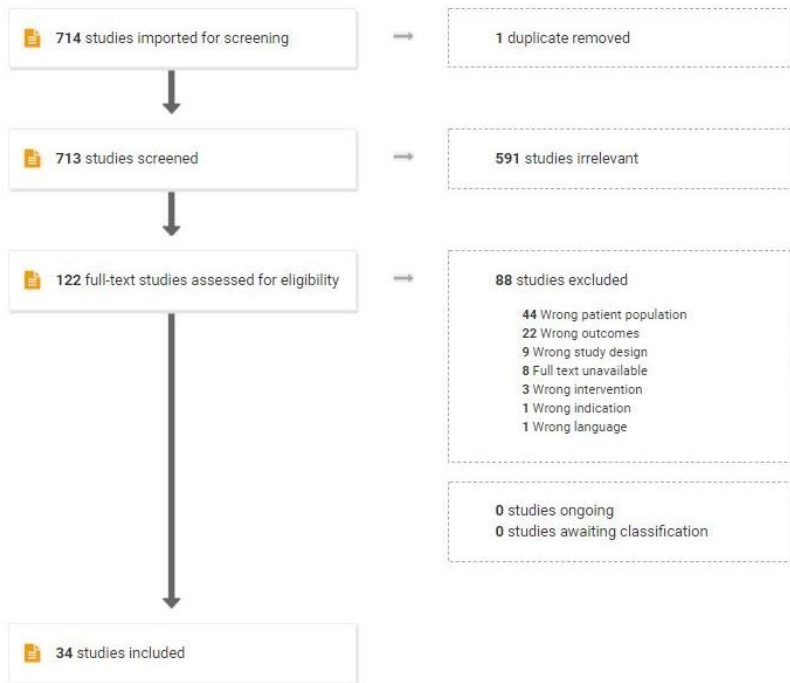 714 studies imported for screening
1 duplicate removed
713 studies screened
591 studies irrelevant
122 full-text studies assessed for eligibility
88 studies excluded
44 Wrong patient population
22 Wrong outcomes
9 Wrong study design
8 Full text unavailable
3 Wrong intervention
1 Wrong indication
1 Wrong language
0 studies ongoing
0 studies awaiting classification
34 studies included